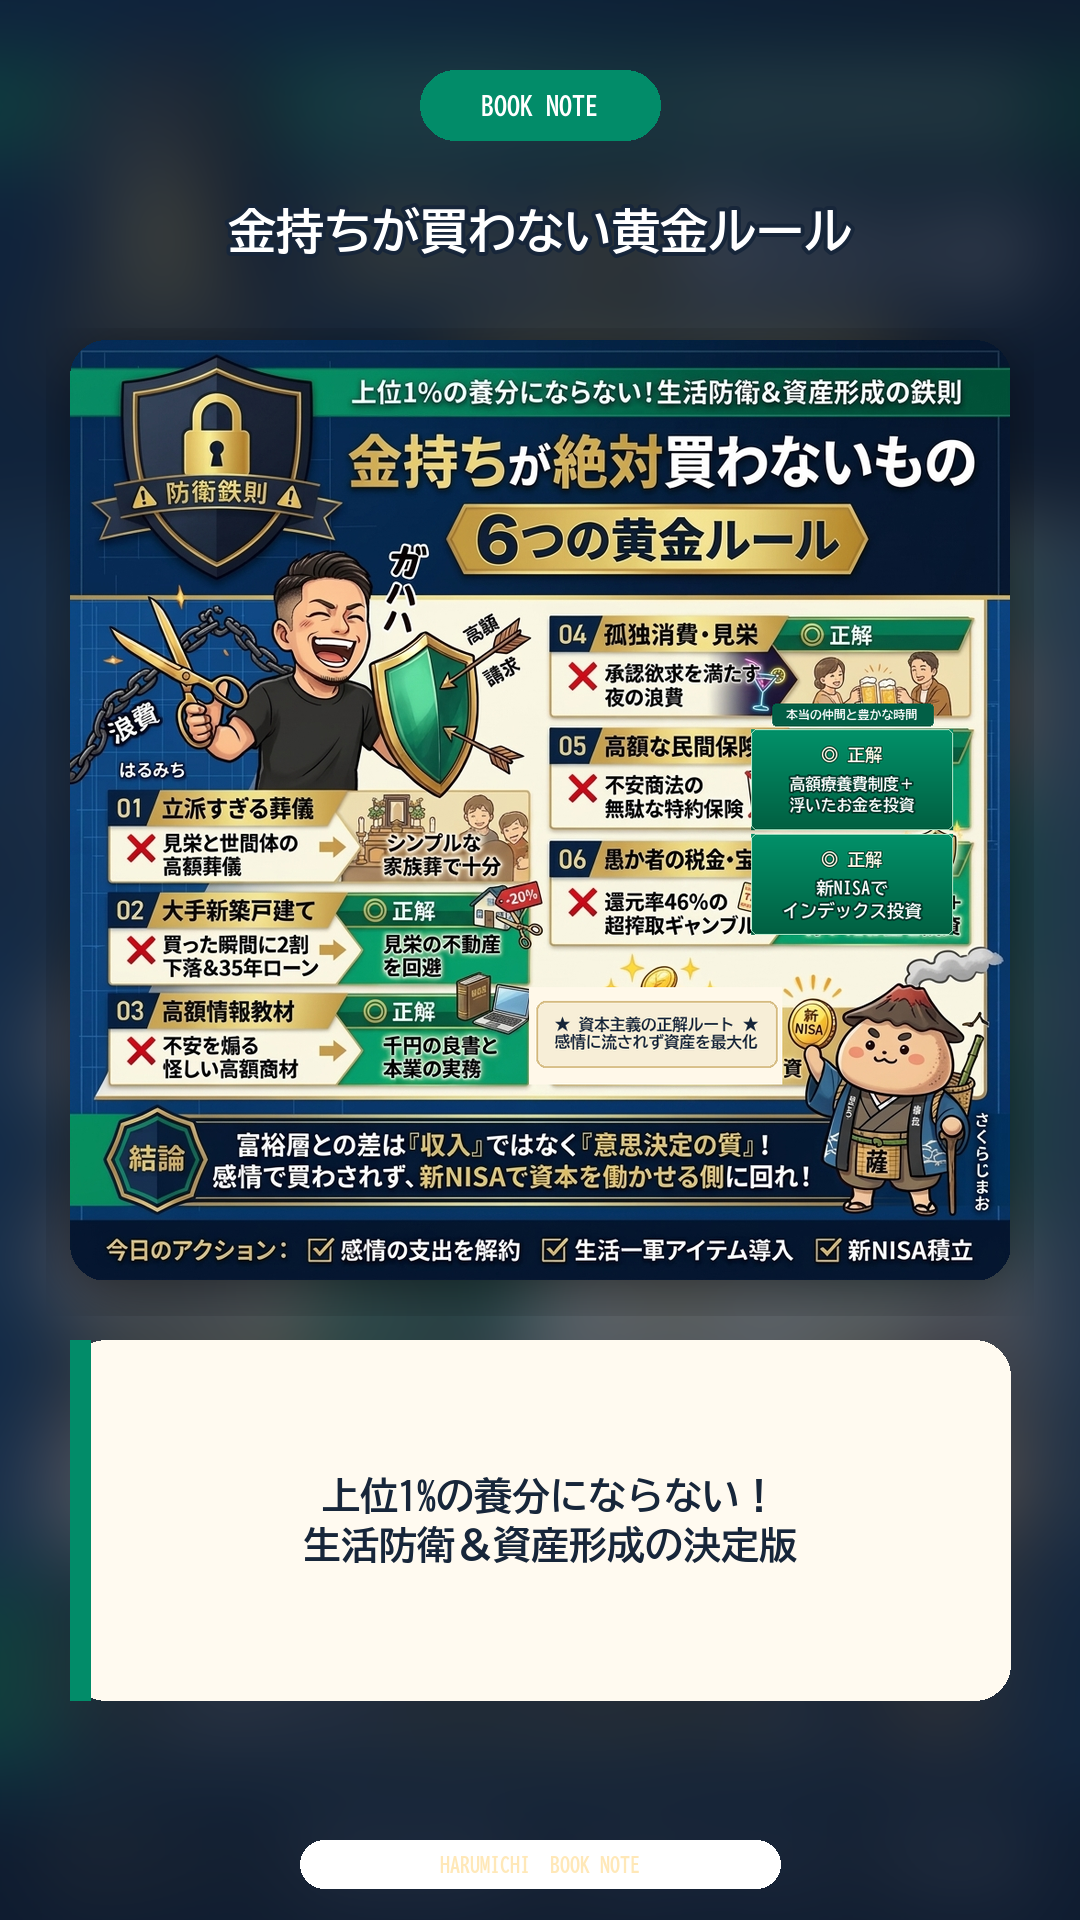 BOOK NOTE
金持ちが買わない黄金ルール
上位1%の養分にならない！生活防衛&資産形成の鉄則
防衛鉄則
金持ちが絶対買わないもの
6つの黄金ルール
ガハハ
高額
請求
浪費
はるみち
01 立派すぎる葬儀
見栄と世間体の
高額葬儀
シンプルな
家族葬で十分
02 大手新築戸建て
◎正解
-20%
買った瞬間に2割
下落&35年ローン
見栄の不動産
を回避
03 高額情報教材
◎正解
不安を煽る
怪しい高額商材
千円の良書と
本業の実務
04 孤独消費・見栄
◎正解
承認欲求を満たす
夜の浪費
本当の仲間と豊かな時間
05 高額な民間保険
不安商法の
無駄な特約保険
◎ 正解
高額療養費制度＋
浮いたお金を投資
06 愚か者の税金・宝
還元率46%の
超搾取ギャンブル
◎ 正解
新NISAで
インデックス投資
★ 資本主義の正解ルート ★
感情に流されず資産を最大化
資
新
NISA
薩
さくらじまお
結論
富裕層との差は『収入』ではなく『意思決定の質』！
感情で買わされず、新NISAで資本を働かせる側に回れ！
今日のアクション： ☑感情の支出を解約 ☑生活一軍アイテム導入 ☑新NISA積立
上位1%の養分にならない！
生活防衛＆資産形成の決定版
HARUMICHI BOOK NOTE